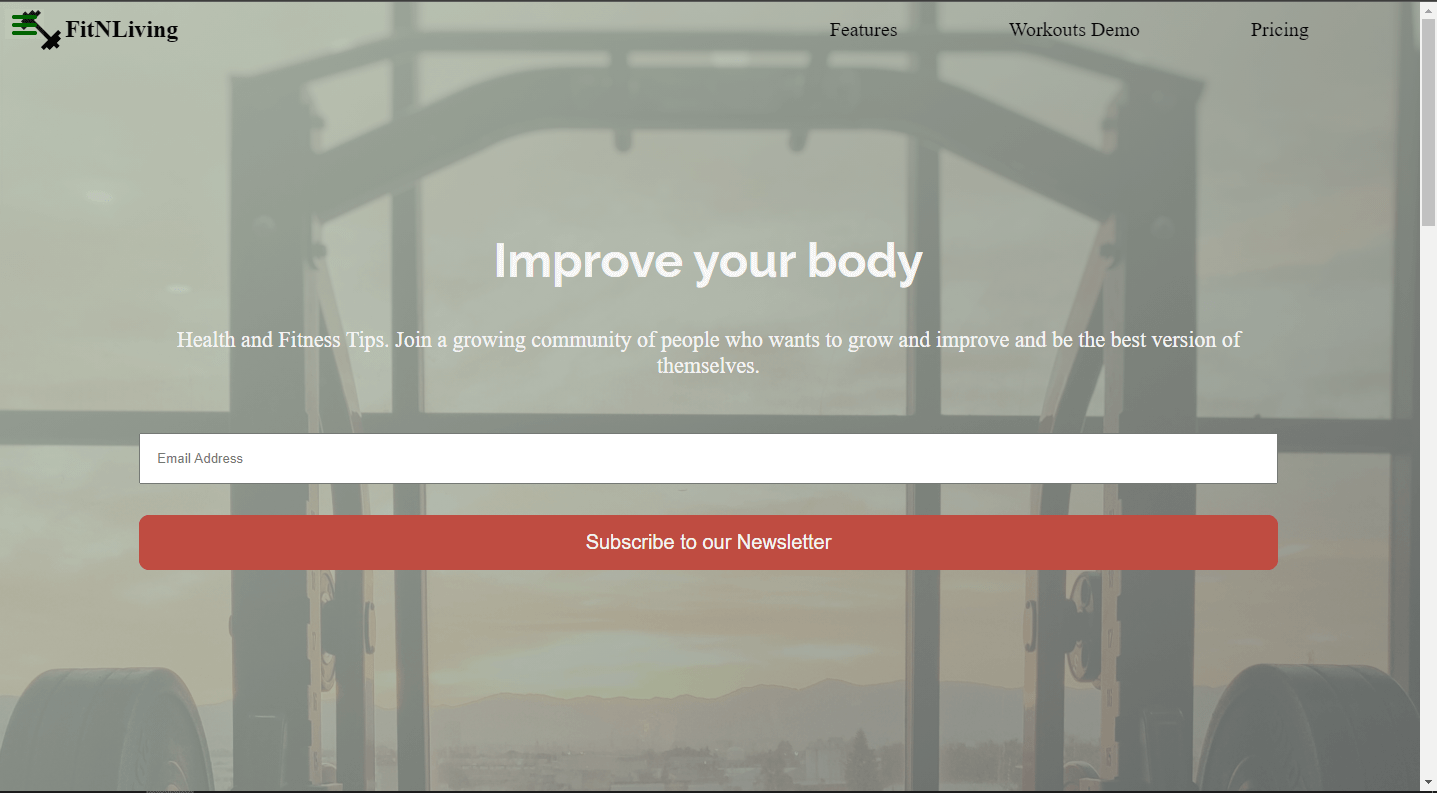 FitNLiving
Features
Workouts Demo
Pricing
Improve your body
Health and Fitness Tips. Join a growing community of people who wants to grow and improve and be the best version of
themselves.
Email Address
Subscribe to our Newsletter